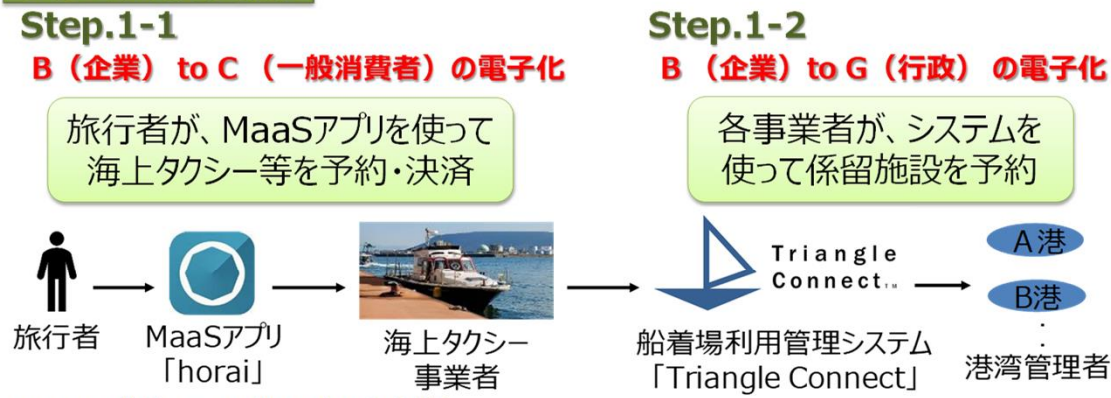 Step.1-1
B（企業） to C （一般消費者）の電子化
旅行者が、MaaSアプリを使って
海上タクシー等を予約・決済
旅行者
MaaSアプリ
「horai」
海上タクシー
事業者
Step.1-2
B （企業）to G（行政） の電子化
各事業者が、システムを
使って係留施設を予約
Triangle
Connect™
船着場利用管理システム
「Triangle Connect」
A港
B港
：
港湾管理者